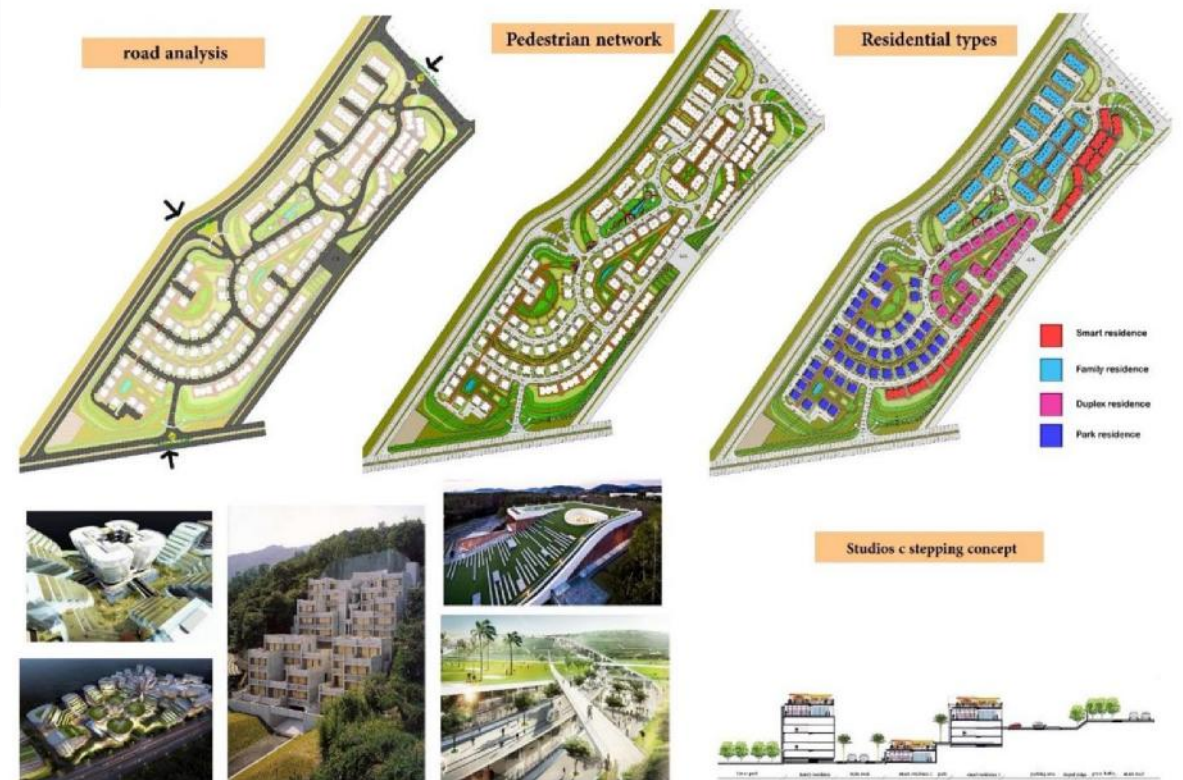 road analysis
Pedestrian network
Residential types
Smart residence
Family residence
Duplex residence
Park residence
Studios c stepping concept